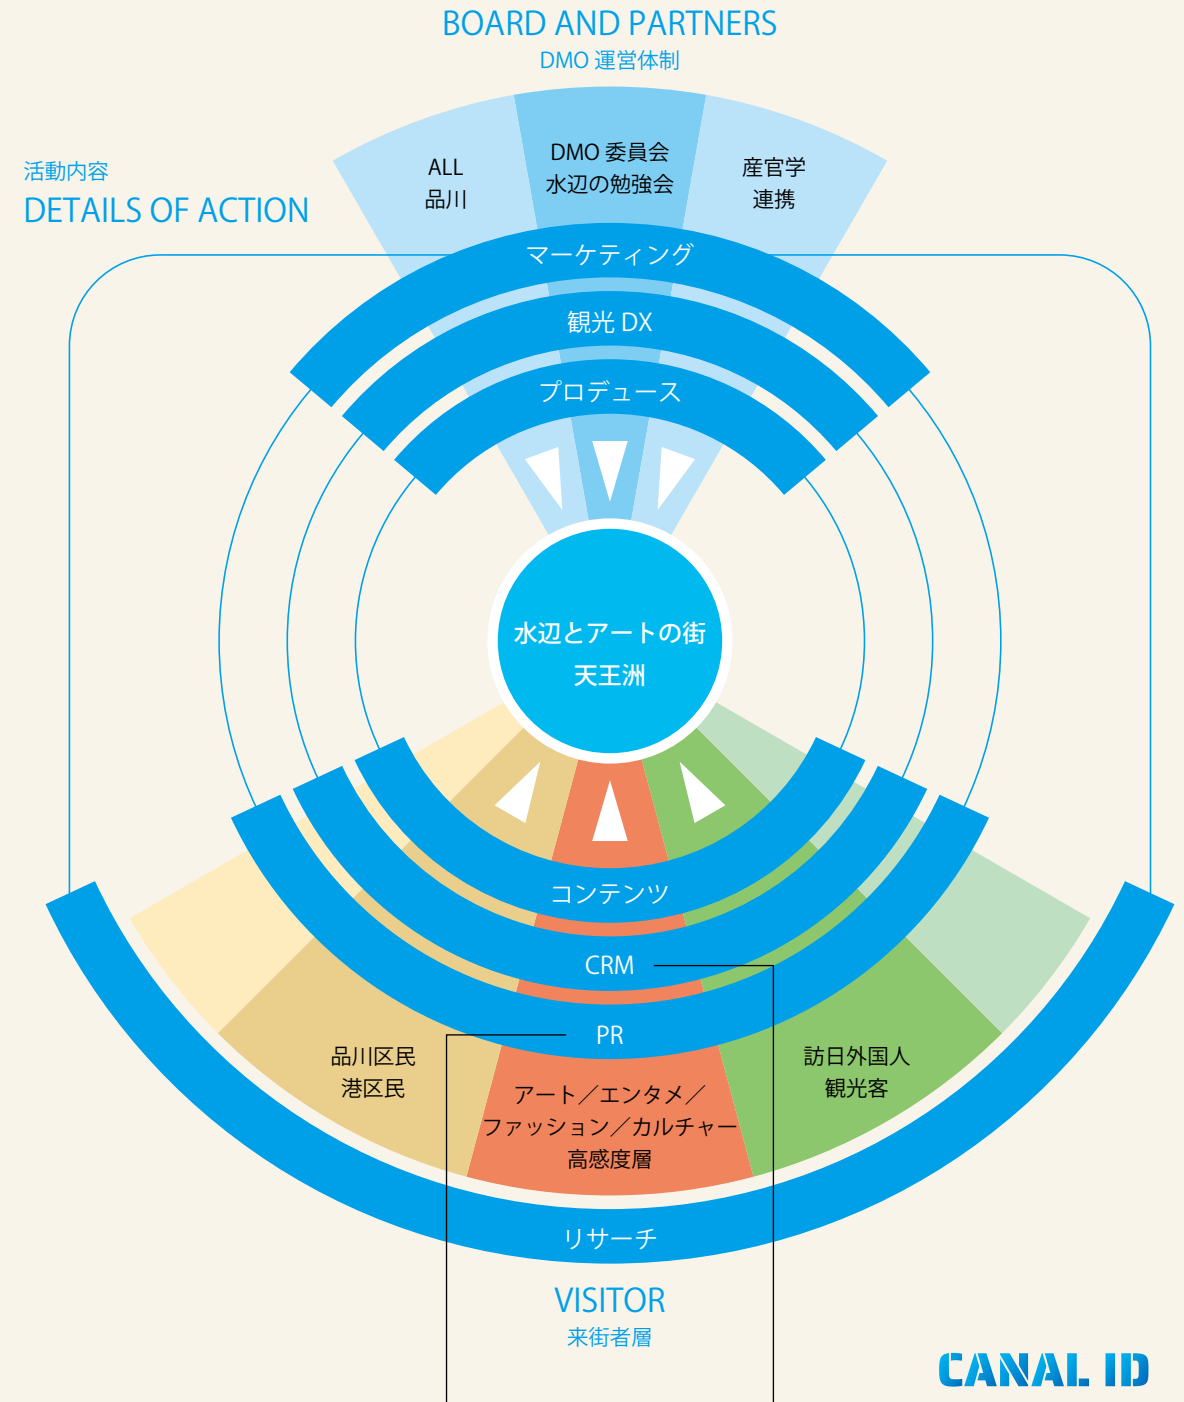 BOARD AND PARTNERS
DMO 運営体制
活動内容
DETAILS OF ACTION
ALL
品川
DMO 委員会
水辺の勉強会
産官学
連携
マーケティング
観光 DX
プロデュース
水辺とアートの街
天王洲
コンテンツ
CRM
PR
品川区民
港区民
アート／エンタメ／
ファッション／カルチャー
高感度層
訪日外国人
観光客
リサーチ
VISITOR
来街者層
CANAL ID